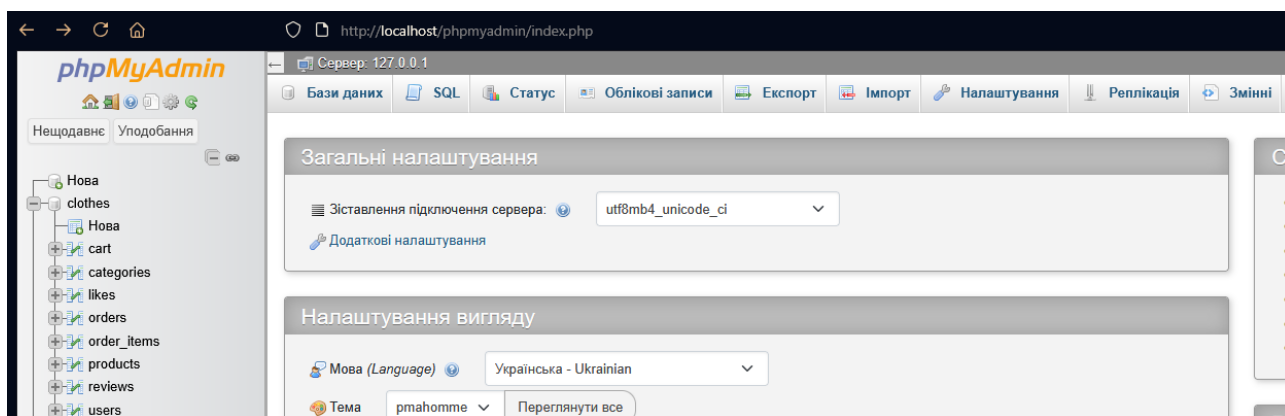 http://localhost/phpmyadmin/index.php
phpMyAdmin
Нещодавнє Уподобання
Нова
clothes
Нова
cart
categories
likes
orders
order_items
products
reviews
users
Сервер: 127.0.0.1
Бази даних SQL Статус Облікові записи Експорт Імпорт Налаштування Реплікація Змінні
Загальні налаштування
Зіставлення підключення сервера: utf8mb4_unicode_ci
Додаткові налаштування
Налаштування вигляду
Мова (Language) Українська - Ukrainian
Тема pmahomme Переглянути все